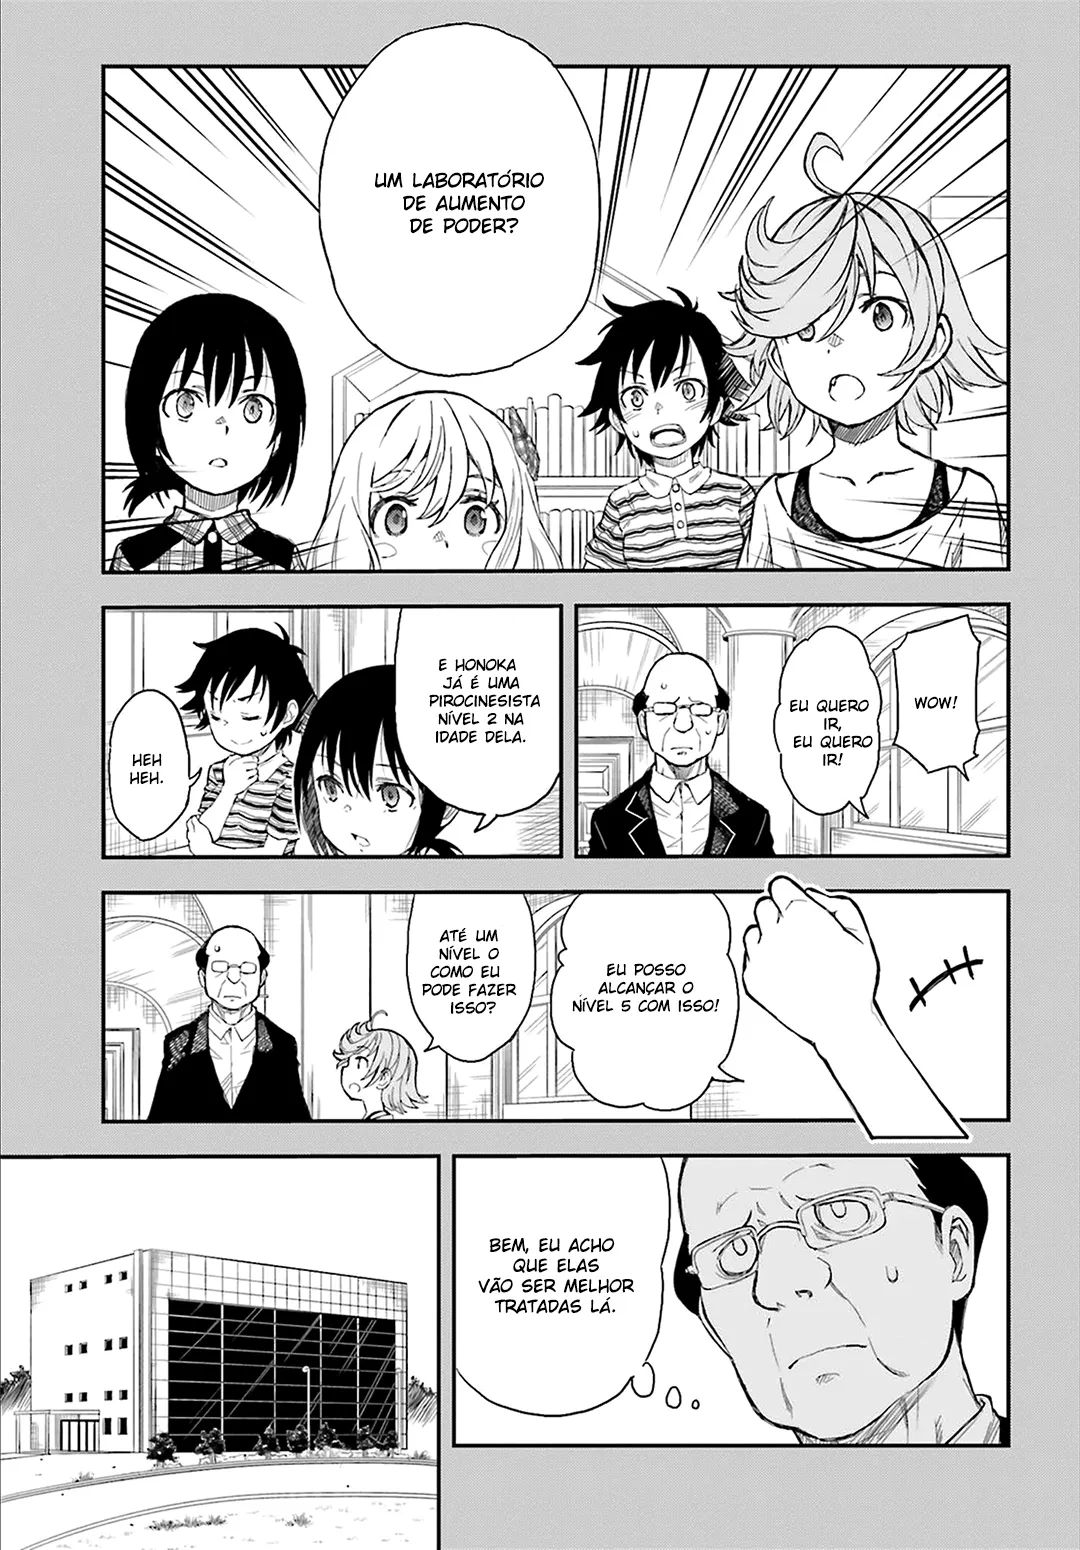 UM LABORATÓRIO
DE AUMENTO
DE PODER?
WOW!
EU QUERO
IR,
EU QUERO
IR!
E HONOKA
JÁ É UMA
PIROCINESISTA
NÍVEL 2 NA
IDADE DELA.
HEH
HEH.
EU POSSO
ALCANÇAR O
NÍVEL 5 COM ISSO!
ATÉ UM
NÍVEL 0
COMO EU
PODE FAZER
ISSO?
BEM, EU ACHO
QUE ELAS
VÃO SER MELHOR
TRATADAS LÁ.